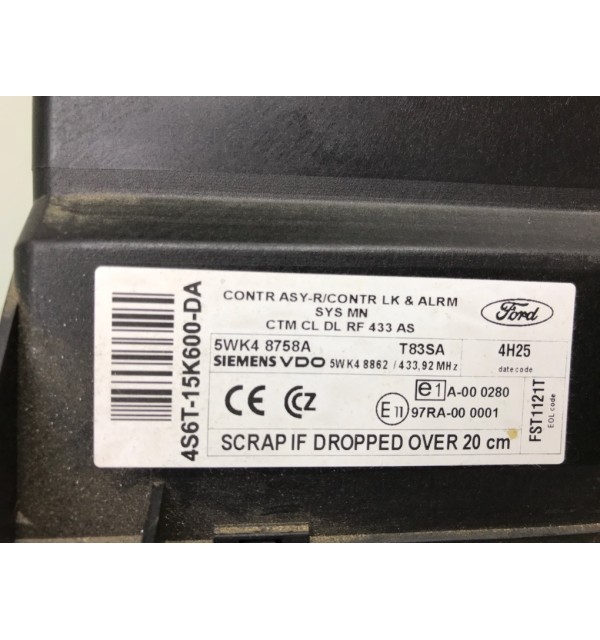 4S6T-15K600-DA
CONTR ASY-R/CONTR LK & ALRM
SYS MN
CTM CL DL RF 433 AS
Ford
5WK4 8758A T83SA 4H25
SIEMENS VDO 5WK4 8862 / 433,92 MHz date code
CE CZ e1 A-00 0280
E11 97RA-00 0001
SCRAP IF DROPPED OVER 20 cm
FST1121T
EOL code